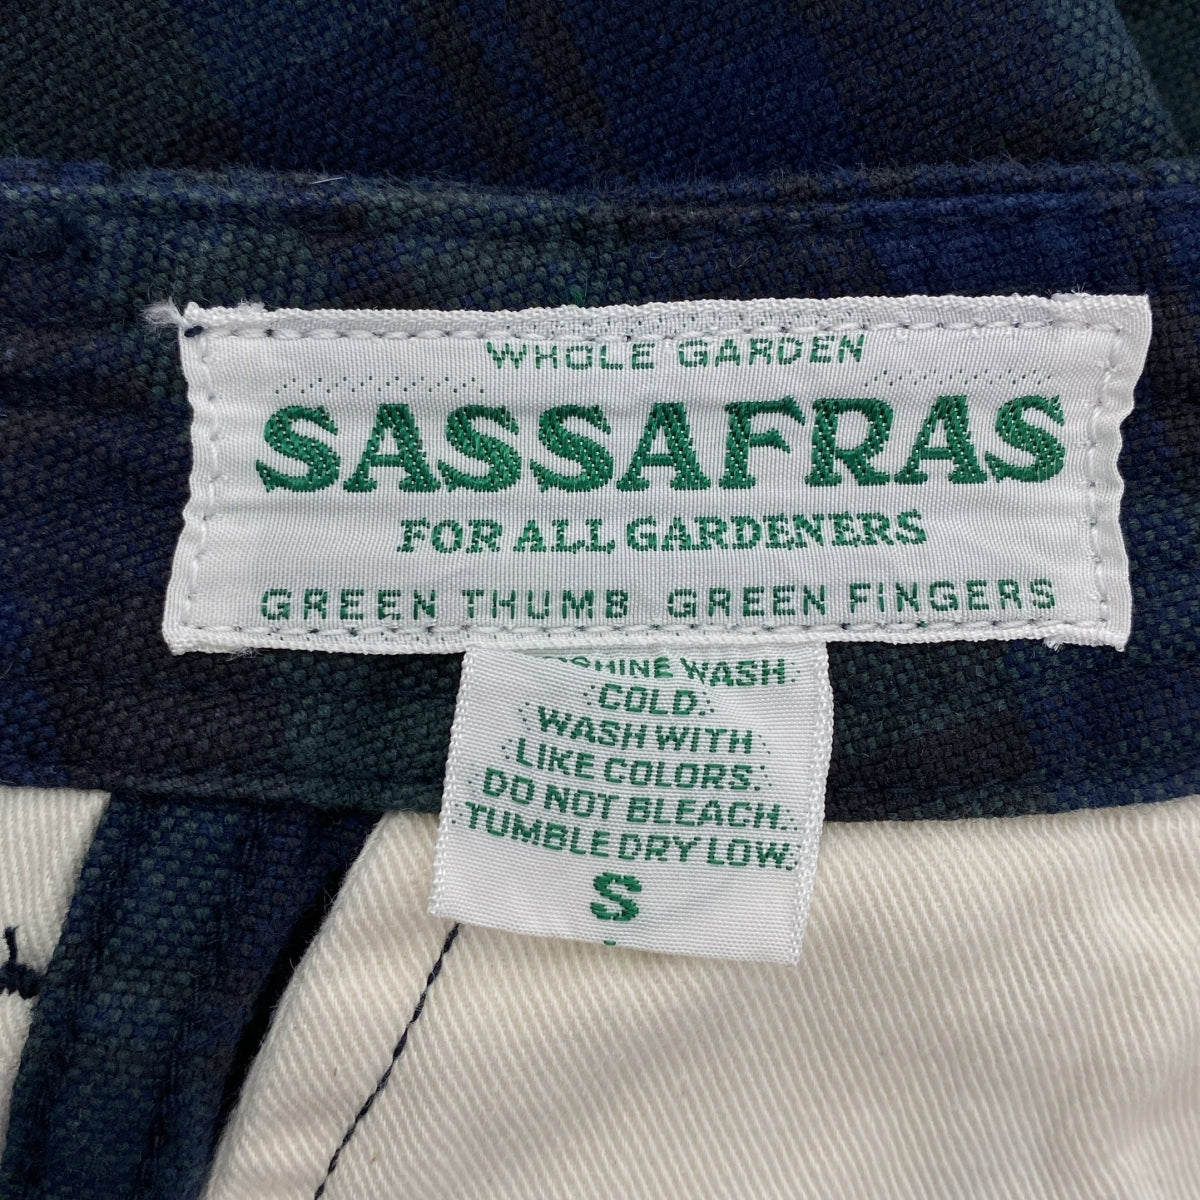 WHOLE GARDEN
SASSAFRAS
FOR ALL GARDENERS
GREEN THUMB GREEN FINGERS
WASH
COLD.
WASH WITH
LIKE COLORS.
DO NOT BLEACH.
TUMBLE DRY LOW.
S